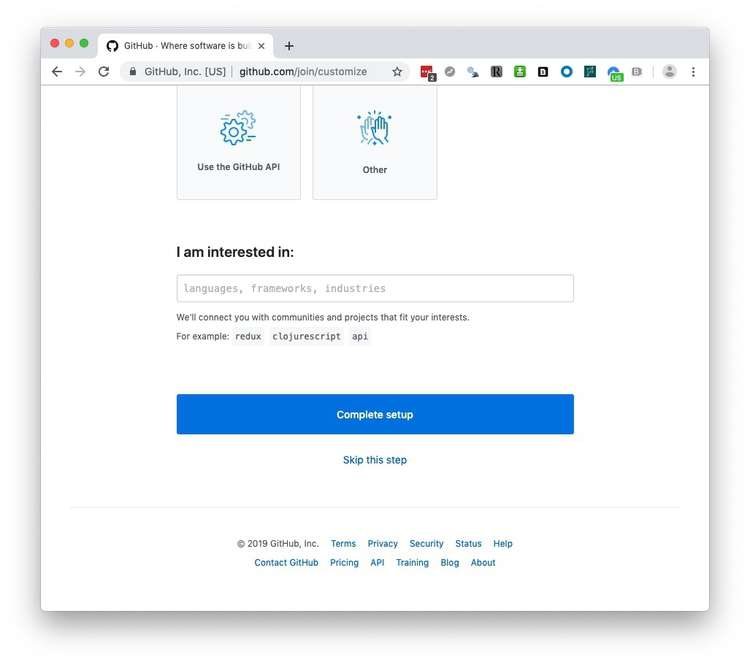 GitHub · Where software is bui
GitHub, Inc. [US] github.com/join/customize
2
US
Use the GitHub API
Other
I am interested in:
languages, frameworks, industries
We'll connect you with communities and projects that fit your interests.
For example: redux clojurescript api
Complete setup
Skip this step
© 2019 GitHub, Inc. Terms Privacy Security Status Help
Contact GitHub Pricing API Training Blog About